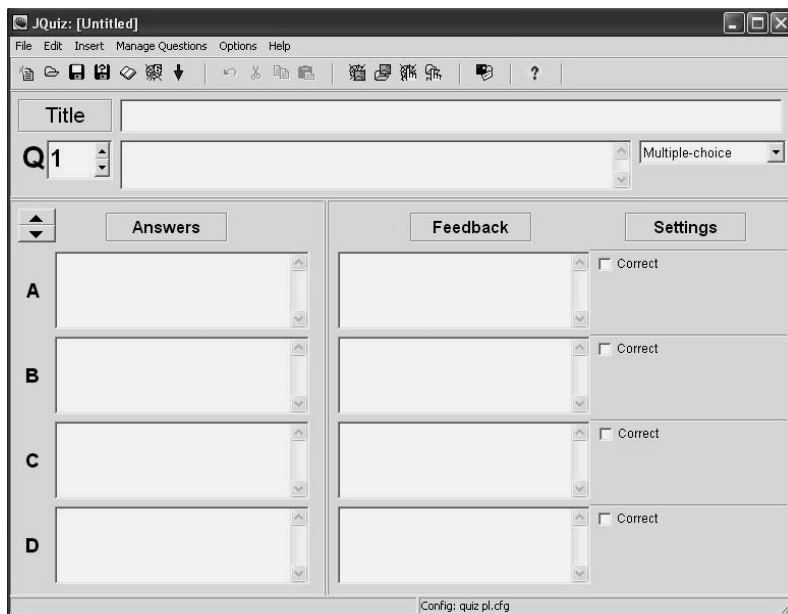 JQuiz: [Untitled]
File Edit Insert Manage Questions Options Help
?
Title
Q 1 Multiple-choice
Answers Feedback Settings
A Correct
B Correct
C Correct
D Correct
Config: quiz pl.cfg